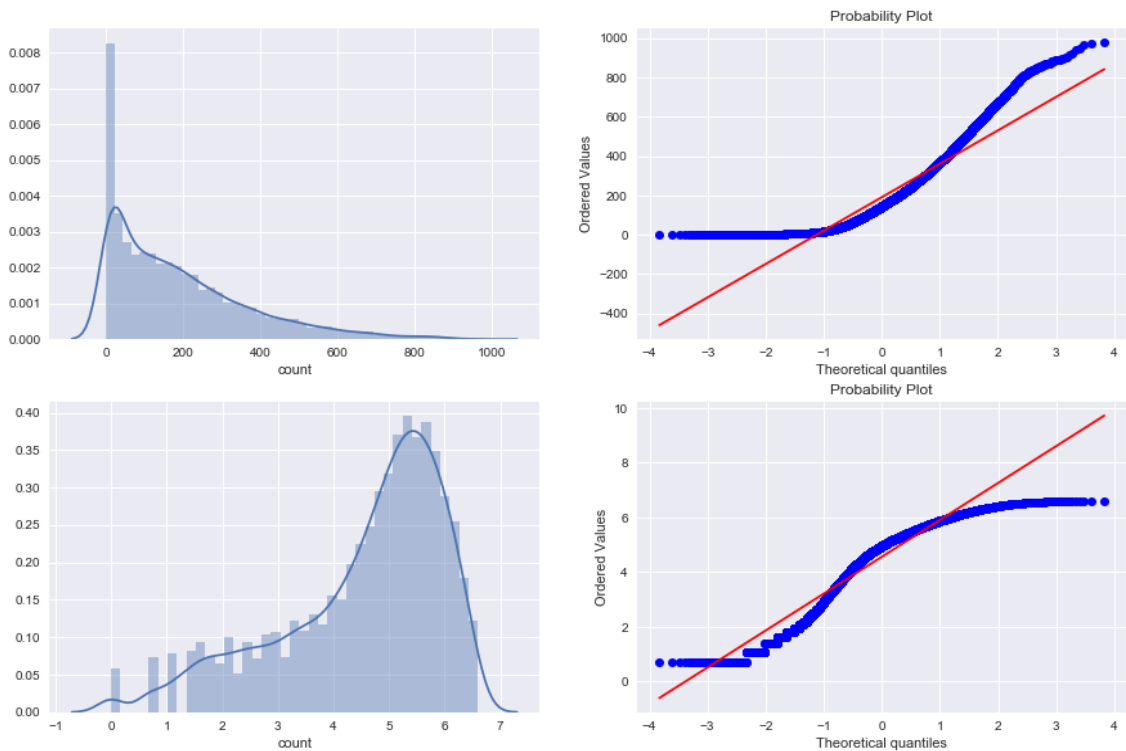 0.008
0.007
0.006
0.005
0.004
0.003
0.002
0.001
0.000
0 200 400 600 800 1000
count
Probability Plot
1000
800
600
400
200
0
−200
−400
Ordered Values
−4 −3 −2 −1 0 1 2 3 4
Theoretical quantiles
0.40
0.35
0.30
0.25
0.20
0.15
0.10
0.05
0.00
−1 0 1 2 3 4 5 6 7
count
Probability Plot
10
8
6
4
2
0
Ordered Values
−4 −3 −2 −1 0 1 2 3 4
Theoretical quantiles